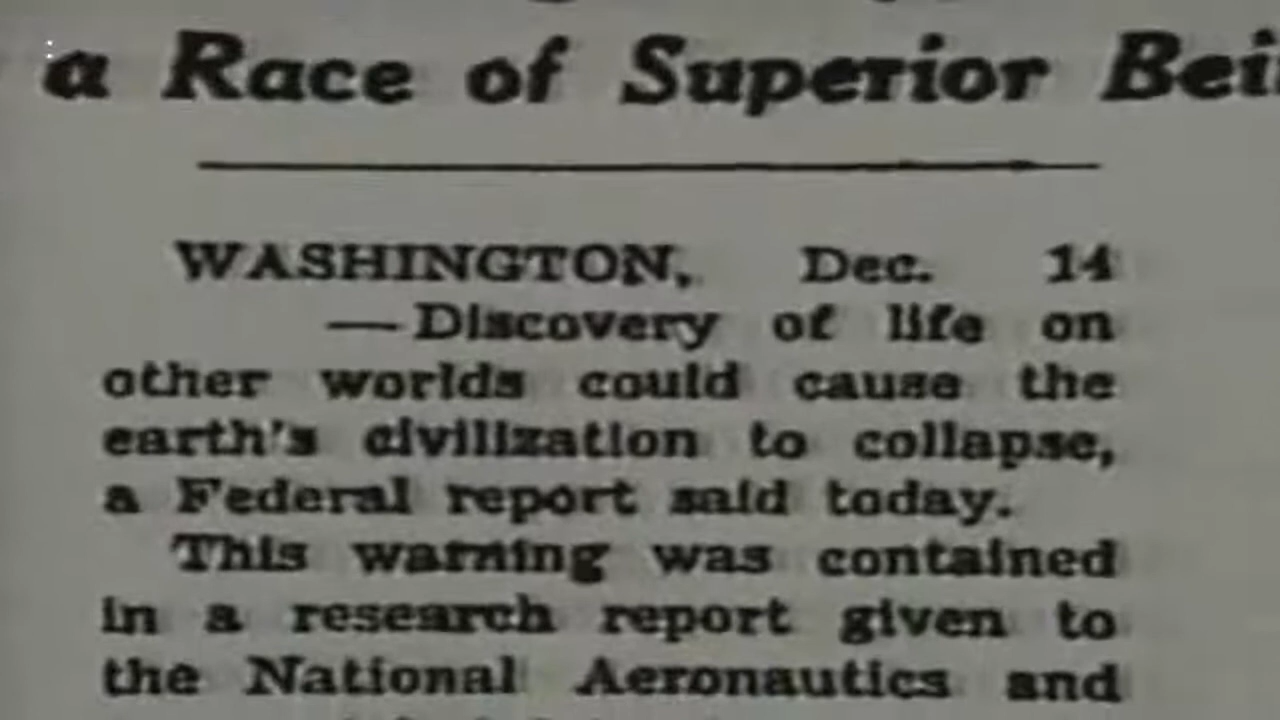 a Race of Superior Bei
WASHINGTON, Dec. 14
—Discovery of life on
other worlds could cause the
earth's civilization to collapse,
a Federal report said today.
This warning was contained
in a research report given to
the National Aeronautics and